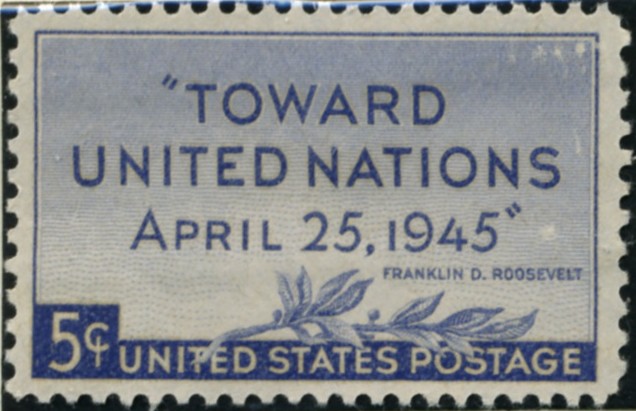 "TOWARD
UNITED NATIONS
APRIL 25, 1945"
FRANKLIN D. ROOSEVELT
5¢ UNITED STATES POSTAGE